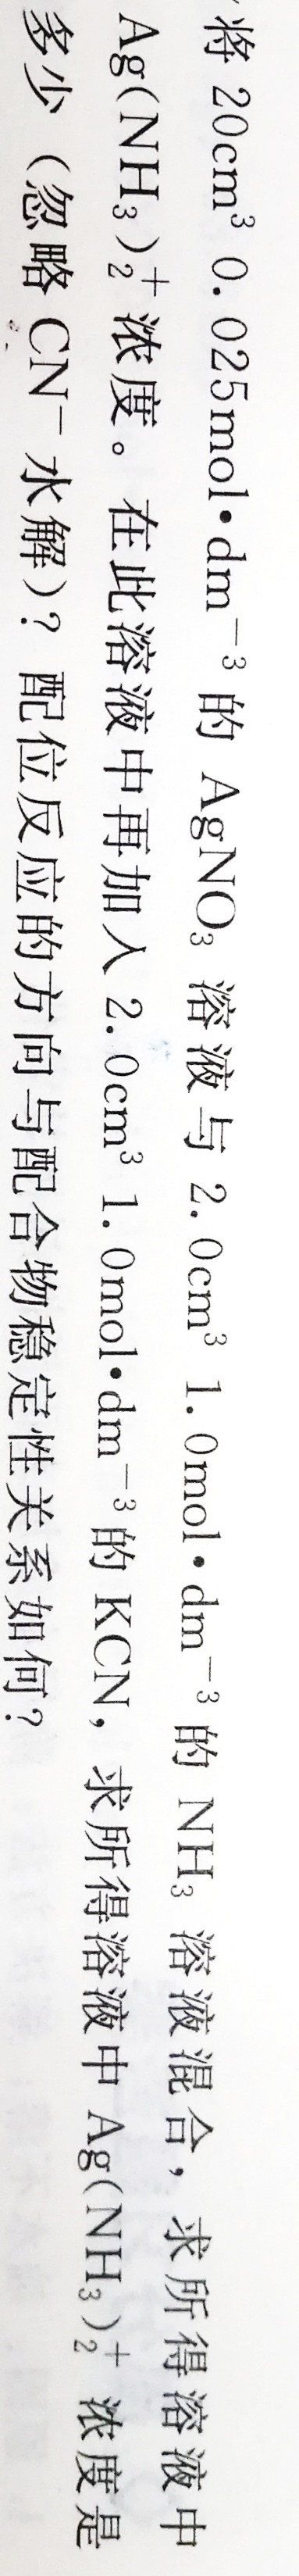 将 20cm³ 0.025mol•dm⁻³ 的 AgNO₃ 溶液与 2.0cm³ 1.0mol•dm⁻³ 的 NH₃ 溶液混合，求所得溶液中
Ag(NH₃)₂⁺ 浓度。在此溶液中再加入 2.0cm³ 1.0mol•dm⁻³ 的 KCN，求所得溶液中 Ag(NH₃)₂⁺ 浓度是
多少（忽略 CN⁻ 水解）？配位反应的方向与配合物稳定性关系如何？